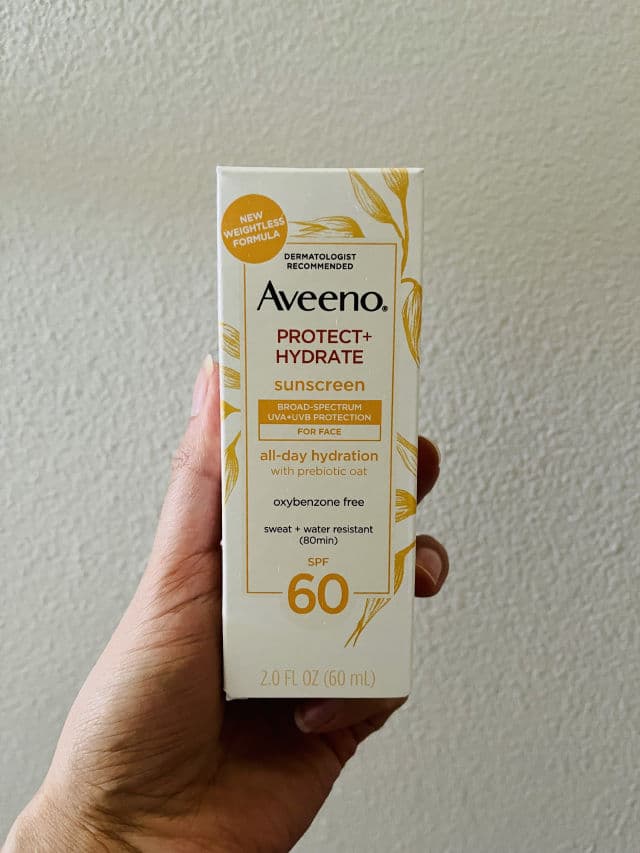 NEW
WEIGHTLESS
FORMULA
DERMATOLOGIST
RECOMMENDED
Aveeno®
PROTECT+
HYDRATE
sunscreen
BROAD-SPECTRUM
UVA+UVB PROTECTION
FOR FACE
all-day hydration
with prebiotic oat
oxybenzone free
sweat + water resistant
(80min)
SPF
60
2.0 FL OZ (60 mL)